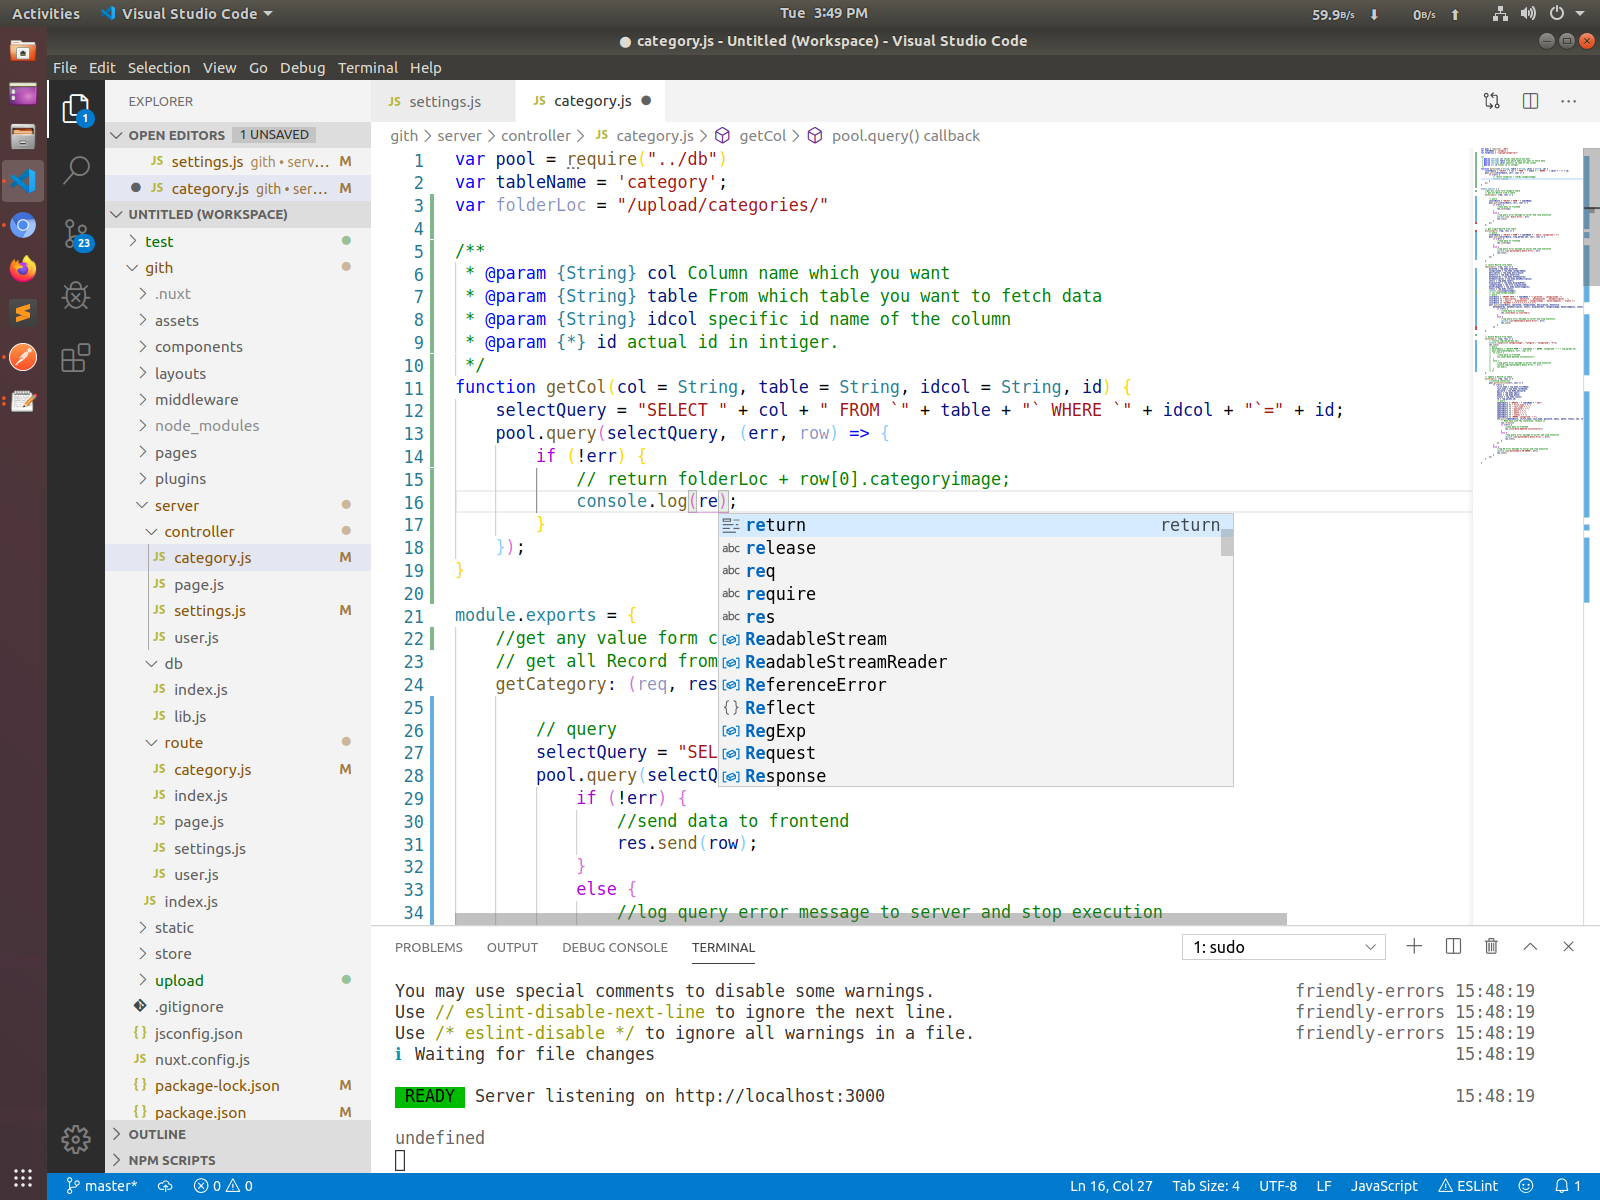 Activities
Visual Studio Code
Tue 3:49 PM
59.9B/s
0B/s
● category.js - Untitled (Workspace) - Visual Studio Code
File Edit Selection View Go Debug Terminal Help
1
23
EXPLORER
OPEN EDITORS 1 UNSAVED
JS settings.js gith • serv... M
● JS category.js gith • ser... M
UNTITLED (WORKSPACE)
test
gith
.nuxt
assets
components
layouts
middleware
node_modules
pages
plugins
server
controller
JS category.js M
JS page.js
JS settings.js M
JS user.js
db
JS index.js
JS lib.js
route
JS category.js M
JS index.js
JS page.js
JS settings.js
JS user.js
JS index.js
static
store
upload
.gitignore
{} jsconfig.json
JS nuxt.config.js
{} package-lock.json M
{} package.json M
OUTLINE
NPM SCRIPTS
JS settings.js
JS category.js ●
gith > server > controller > JS category.js > getCol > pool.query() callback
1 var pool = require("../db")
2 var tableName = 'category';
3 var folderLoc = "/upload/categories/"
4
5 /**
6 * @param {String} col Column name which you want
7 * @param {String} table From which table you want to fetch data
8 * @param {String} idcol specific id name of the column
9 * @param {*} id actual id in intiger.
10 */
11 function getCol(col = String, table = String, idcol = String, id) {
12 selectQuery = "SELECT " + col + " FROM `" + table + "` WHERE `" + idcol + "`=" + id;
13 pool.query(selectQuery, (err, row) => {
14 if (!err) {
15 // return folderLoc + row[0].categoryimage;
16 console.log(re);
17 }
18 });
19 }
20
21 module.exports = {
22 //get any value form c
23 // get all Record from
24 getCategory: (req, res
25
26 // query
27 selectQuery = "SEL
28 pool.query(selectQ
29 if (!err) {
30 //send data to frontend
31 res.send(row);
32 }
33 else {
34 //log query error message to server and stop execution
return return
abc release
abc req
abc require
abc res
ReadableStream
ReadableStreamReader
ReferenceError
{} Reflect
RegExp
Request
Response
PROBLEMS OUTPUT DEBUG CONSOLE TERMINAL
1: sudo
You may use special comments to disable some warnings. friendly-errors 15:48:19
Use // eslint-disable-next-line to ignore the next line. friendly-errors 15:48:19
Use /* eslint-disable */ to ignore all warnings in a file. friendly-errors 15:48:19
ℹ Waiting for file changes 15:48:19
READY Server listening on http://localhost:3000 15:48:19
undefined
master* 0 0
Ln 16, Col 27 Tab Size: 4 UTF-8 LF JavaScript ESLint 1